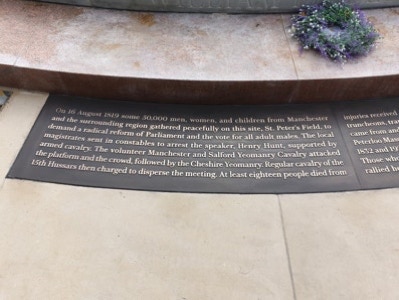 On 16 August 1819 some 50,000 men, women, and children from Manchester
and the surrounding region gathered peacefully on this site, St. Peter's Field, to
demand a radical reform of Parliament and the vote for all adult males. The local
magistrates sent in constables to arrest the speaker, Henry Hunt, supported by
armed cavalry. The volunteer Manchester and Salford Yeomanry Cavalry attacked
the platform and the crowd, followed by the Cheshire Yeomanry. Regular cavalry of the
15th Hussars then charged to disperse the meeting. At least eighteen people died from
injuries received
truncheons, tra
came from and
Peterloo Mass
1832 and 19
Those who
rallied he